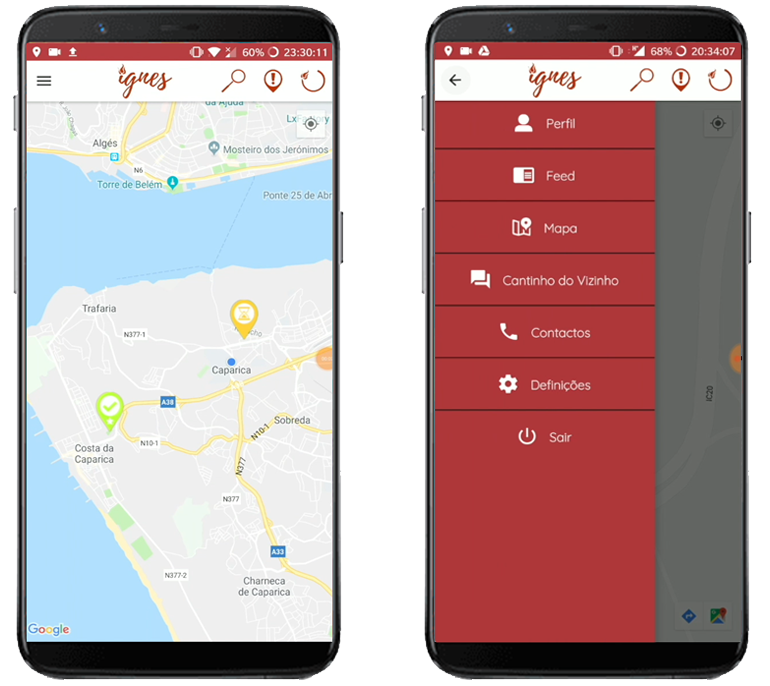 60% 23:30:11
ignes
da Ajuda
LxFactory
Algés
Mosteiro dos Jerónimos
N6
Torre de Belém
Ponte 25 de Abr
Trafaria
N377-1
Caparica
A38
Sobreda
N10-1
N10-1
Costa da
Caparica
N377
N377
A33
N377-2
Charneca
de Caparica
Google
68% 20:34:07
ignes
Perfil
Feed
Mapa
Cantinho do Vizinho
Contactos
Definições
Sair
IC20